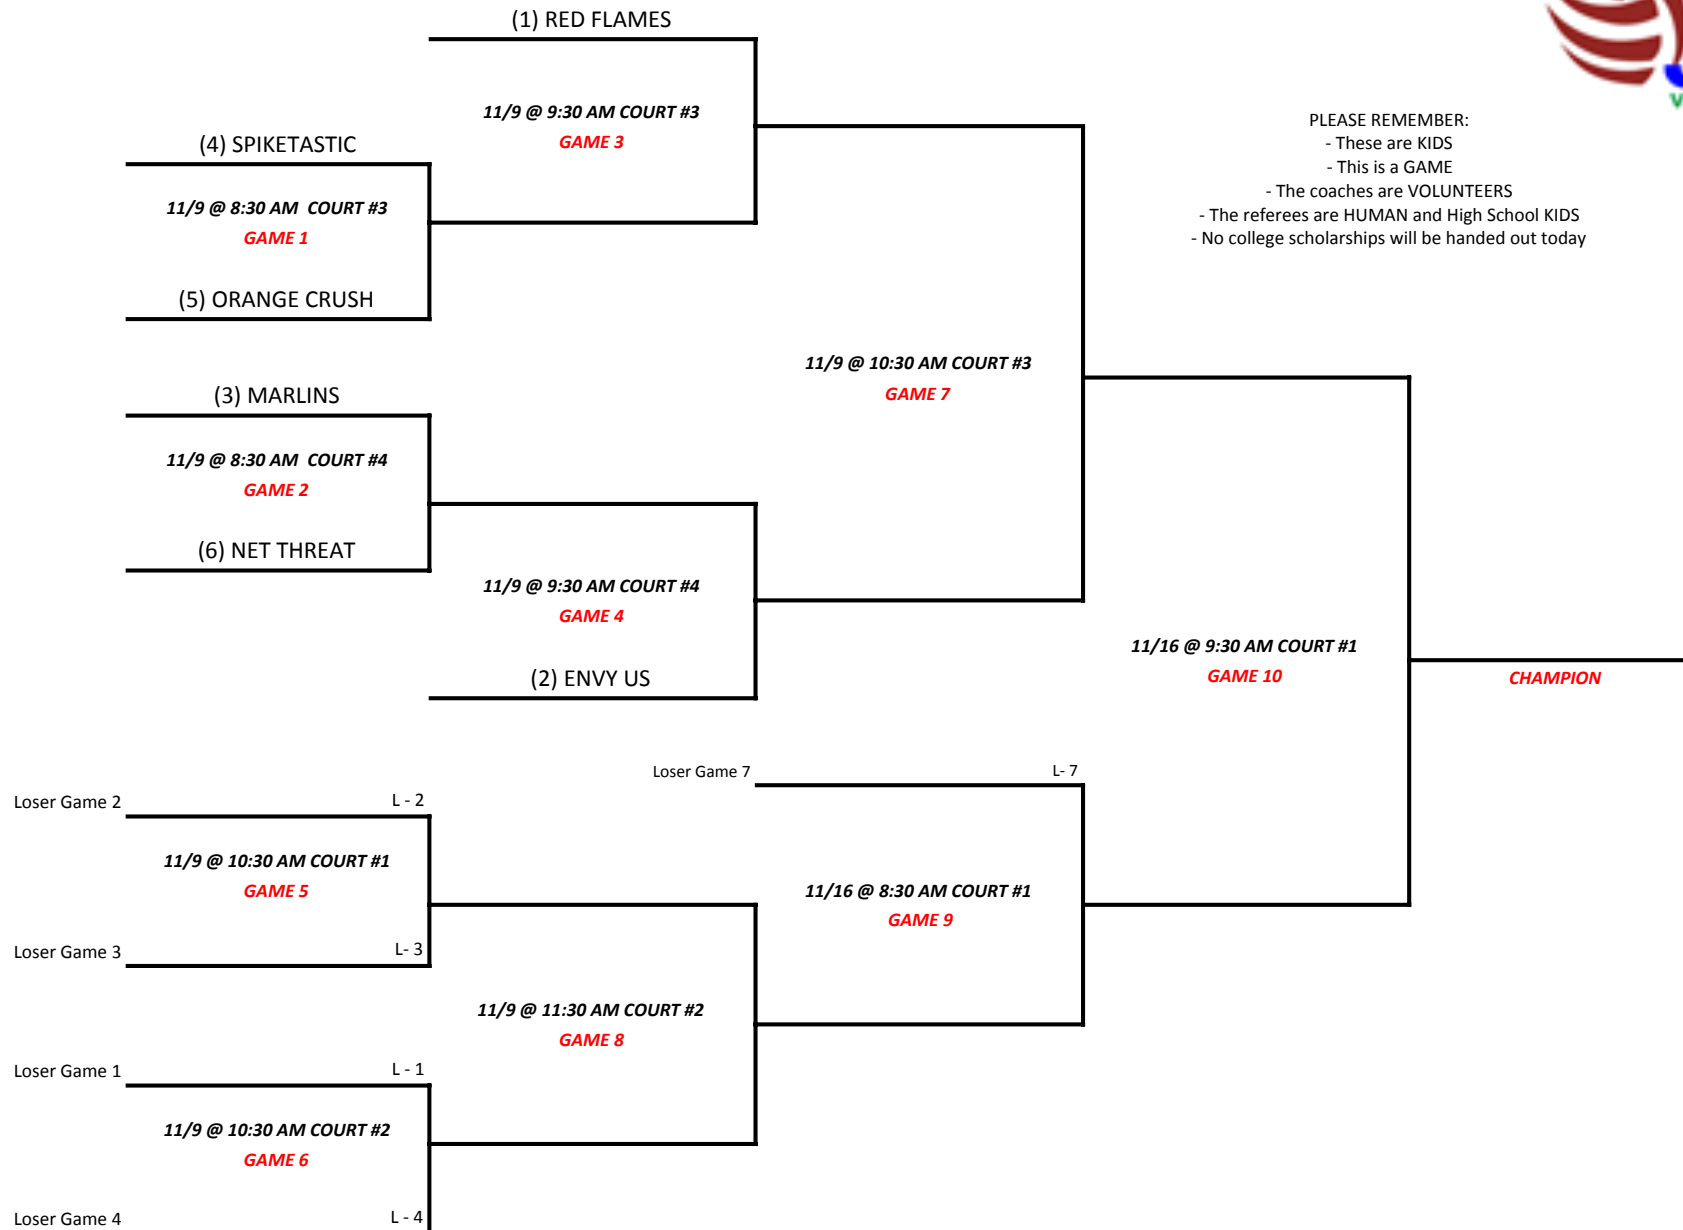 (1) RED FLAMES
11/9 @ 9:30 AM COURT #3
GAME 3
(4) SPIKETASTIC
11/9 @ 8:30 AM  COURT #3
GAME 1
(5) ORANGE CRUSH
PLEASE REMEMBER:
- These are KIDS
- This is a GAME
- The coaches are VOLUNTEERS
- The referees are HUMAN and High School KIDS
- No college scholarships will be handed out today
11/9 @ 10:30 AM COURT #3
GAME 7
(3) MARLINS
11/9 @ 8:30 AM  COURT #4
GAME 2
(6) NET THREAT
11/9 @ 9:30 AM COURT #4
GAME 4
(2) ENVY US
11/16 @ 9:30 AM COURT #1
GAME 10
CHAMPION
Loser Game 7 L- 7
Loser Game 2 L - 2
11/9 @ 10:30 AM COURT #1
GAME 5
11/16 @ 8:30 AM COURT #1
GAME 9
Loser Game 3 L- 3
11/9 @ 11:30 AM COURT #2
GAME 8
Loser Game 1 L - 1
11/9 @ 10:30 AM COURT #2
GAME 6
Loser Game 4 L - 4